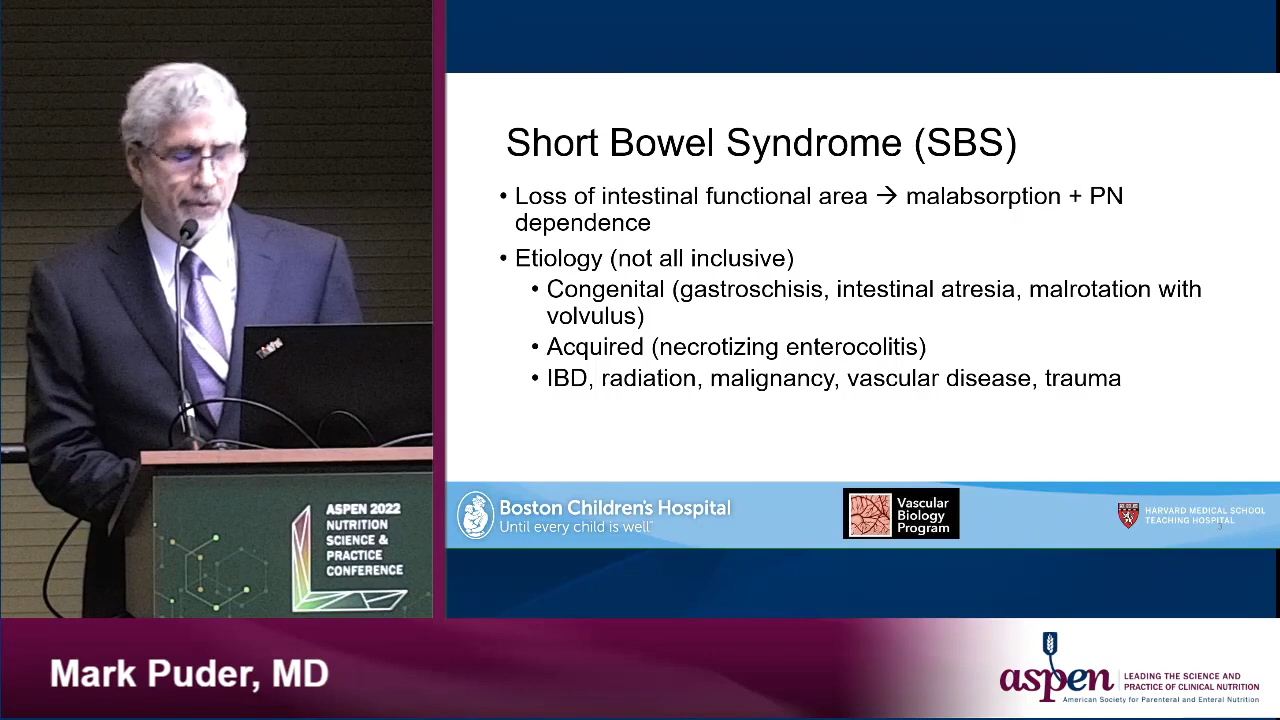 Short Bowel Syndrome (SBS)
• Loss of intestinal functional area → malabsorption + PN
dependence
• Etiology (not all inclusive)
• Congenital (gastroschisis, intestinal atresia, malrotation with
volvulus)
• Acquired (necrotizing enterocolitis)
• IBD, radiation, malignancy, vascular disease, trauma
Boston Children's Hospital
Until every child is well™
Vascular
Biology
Program
HARVARD MEDICAL SCHOOL
TEACHING HOSPITAL
3
ASPEN 2022
NUTRITION
SCIENCE &
PRACTICE
CONFERENCE
Mark Puder, MD
aspen
LEADING THE SCIENCE AND
PRACTICE OF CLINICAL NUTRITION
American Society for Parenteral and Enteral Nutrition